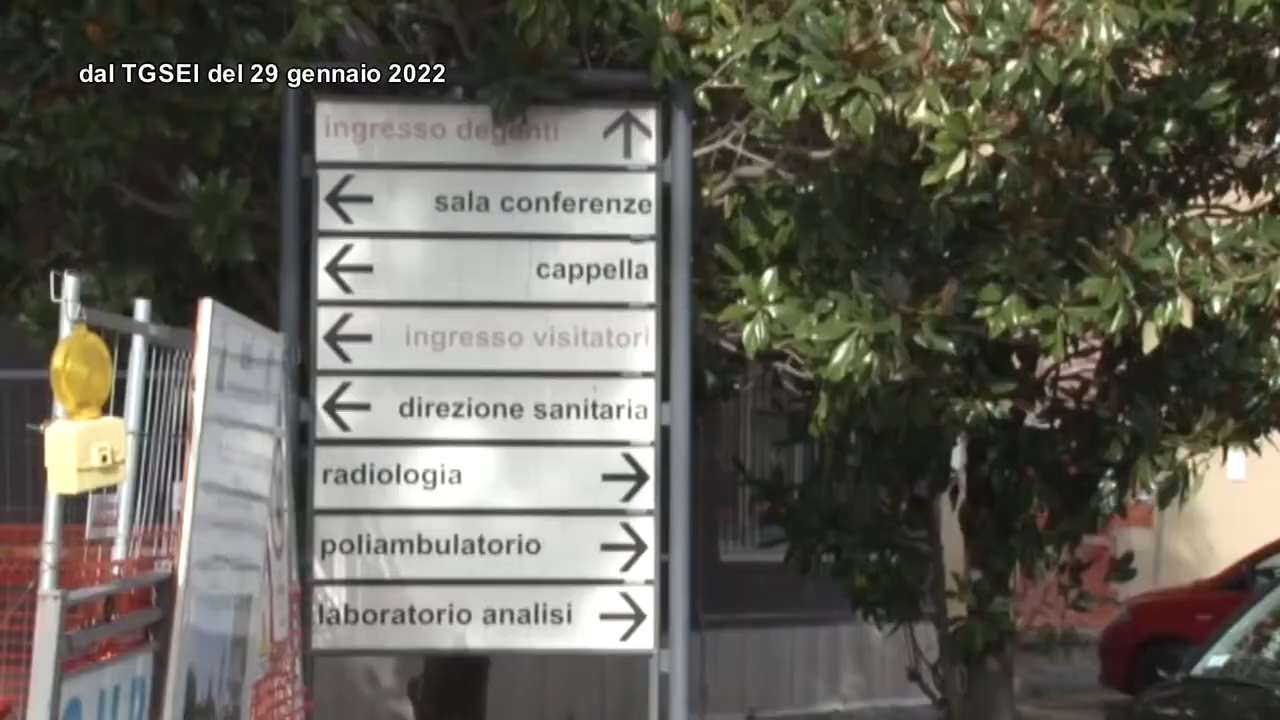 dal TGSEI del 29 gennaio 2022
ingresso degenti
sala conferenze
cappella
ingresso visitatori
direzione sanitaria
radiologia
poliambulatorio
laboratorio analisi